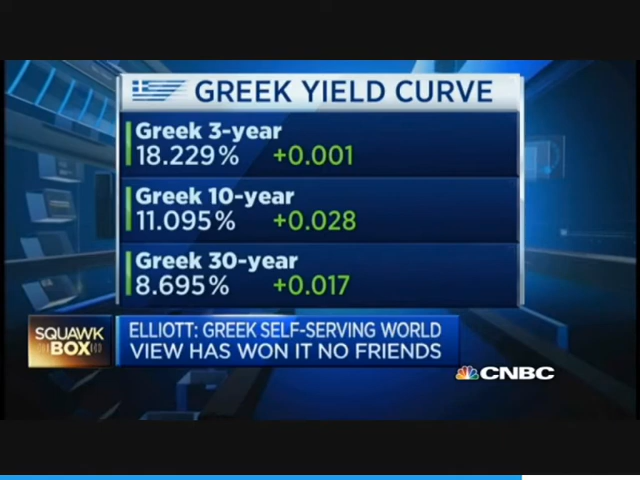 GREEK YIELD CURVE
Greek 3-year
18.229% +0.001
Greek 10-year
11.095% +0.028
Greek 30-year
8.695% +0.017
SQUAWK
BOX
ELLIOTT: GREEK SELF-SERVING WORLD
VIEW HAS WON IT NO FRIENDS
CNBC